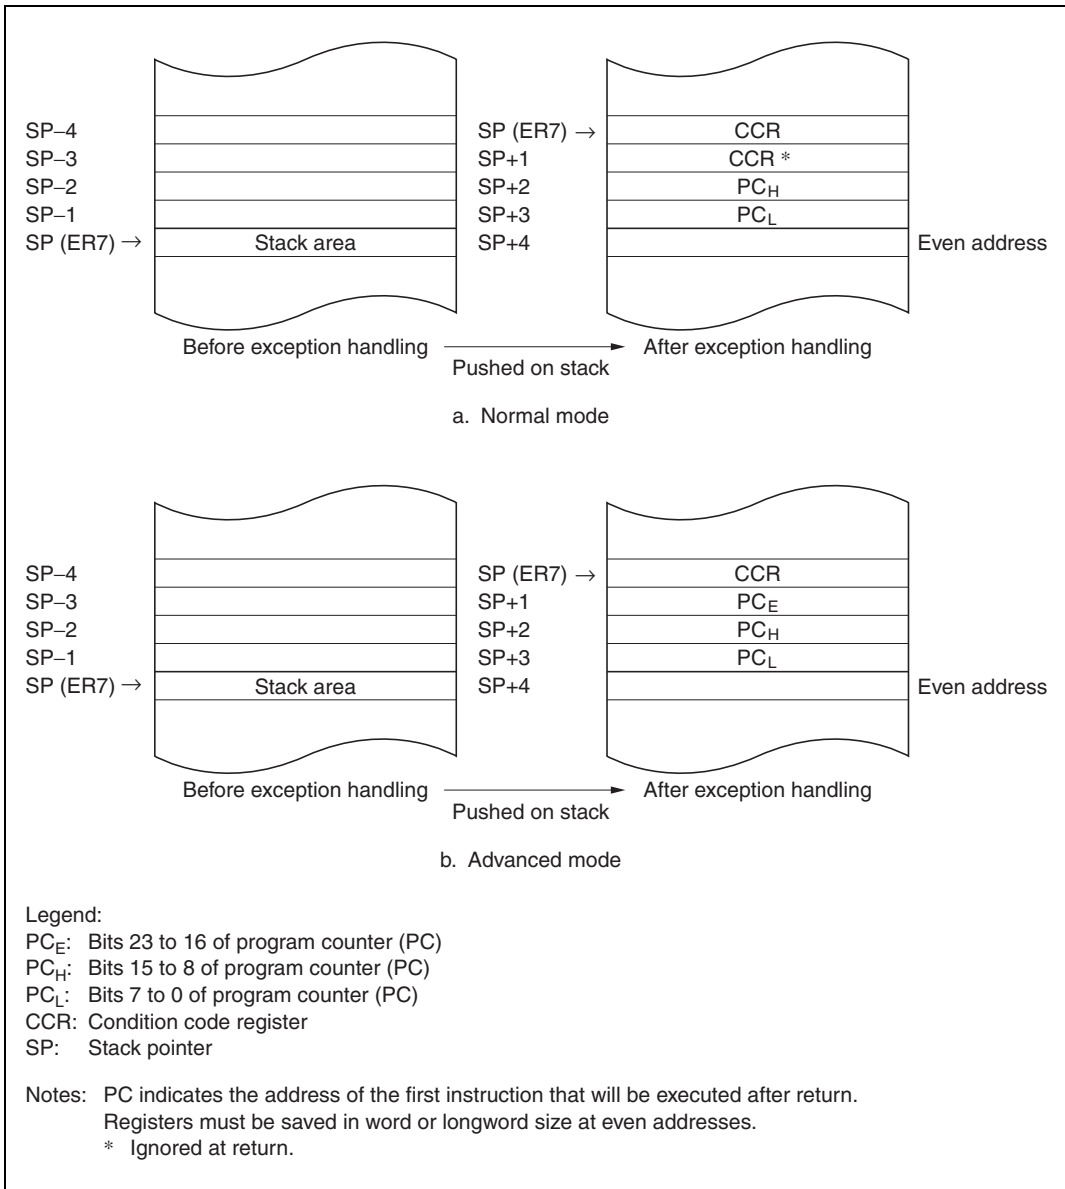 SP–4 SP (ER7) → CCR
SP–3 SP+1 CCR *
SP–2 SP+2 PCH
SP–1 SP+3 PCL
SP (ER7) → Stack area SP+4 Even address
Before exception handling After exception handling
Pushed on stack
a. Normal mode
SP–4 SP (ER7) → CCR
SP–3 SP+1 PCE
SP–2 SP+2 PCH
SP–1 SP+3 PCL
SP (ER7) → Stack area SP+4 Even address
Before exception handling After exception handling
Pushed on stack
b. Advanced mode
Legend:
PCE: Bits 23 to 16 of program counter (PC)
PCH: Bits 15 to 8 of program counter (PC)
PCL: Bits 7 to 0 of program counter (PC)
CCR: Condition code register
SP: Stack pointer
Notes: PC indicates the address of the first instruction that will be executed after return.
Registers must be saved in word or longword size at even addresses.
* Ignored at return.